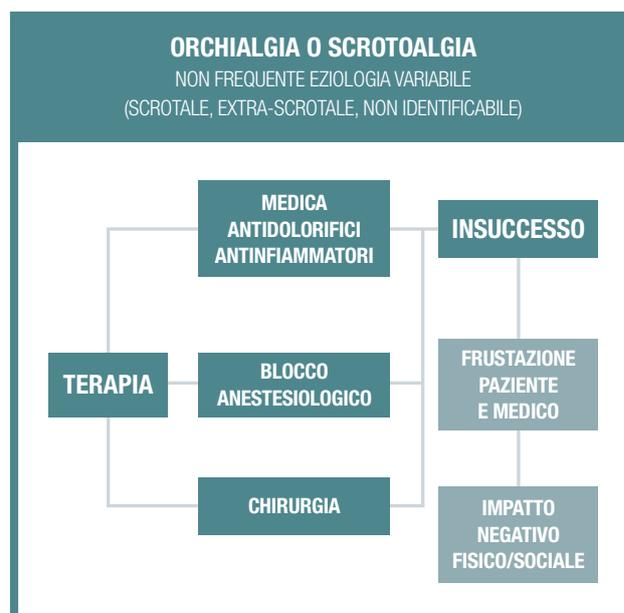 ORCHIALGIA O SCROTOALGIA
NON FREQUENTE EZIOLOGIA VARIABILE
(SCROTALE, EXTRA-SCROTALE, NON IDENTIFICABILE)
MEDICA
ANTIDOLORIFICI
ANTINFIAMMATORI
INSUCCESSO
TERAPIA
BLOCCO
ANESTESIOLOGICO
FRUSTAZIONE
PAZIENTE
E MEDICO
CHIRURGIA
IMPATTO
NEGATIVO
FISICO/SOCIALE